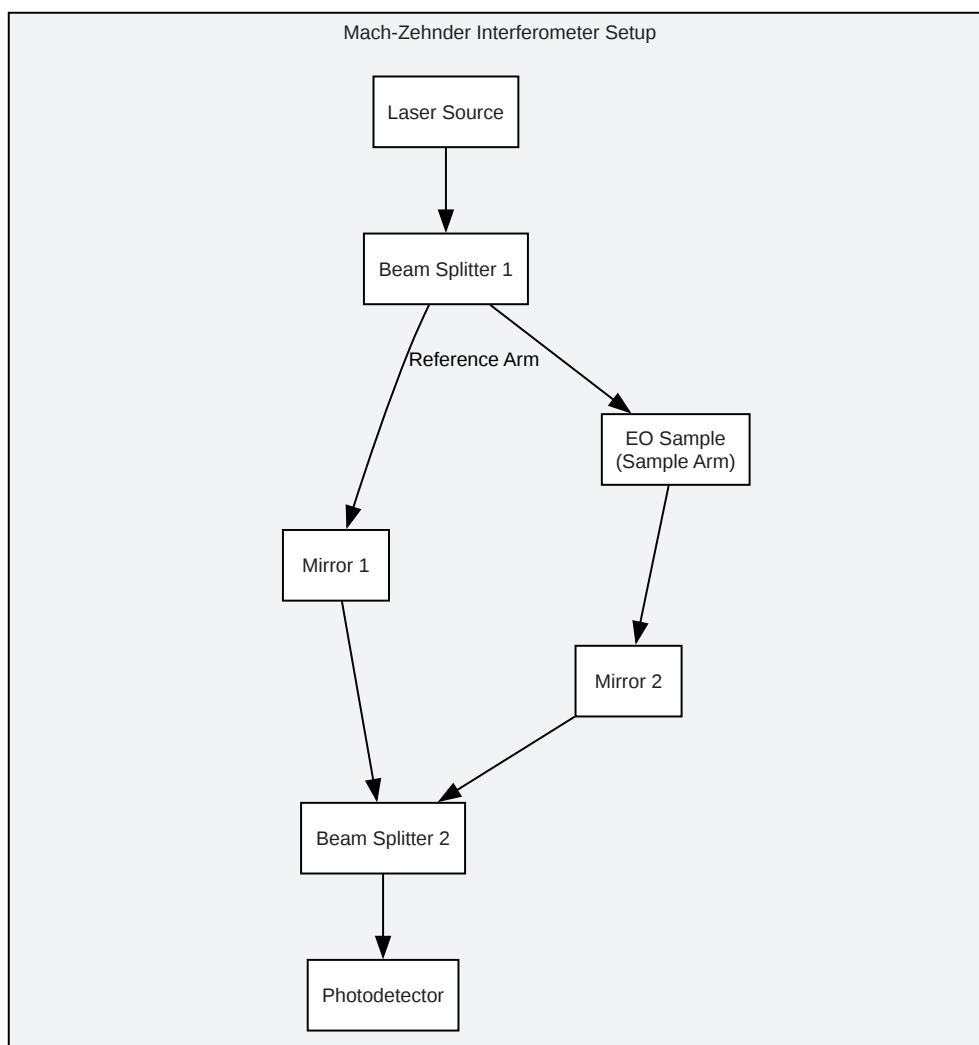 Mach-Zehnder Interferometer Setup
Laser Source
Beam Splitter 1
Reference Arm
EO Sample
(Sample Arm)
Mirror 1
Mirror 2
Beam Splitter 2
Photodetector